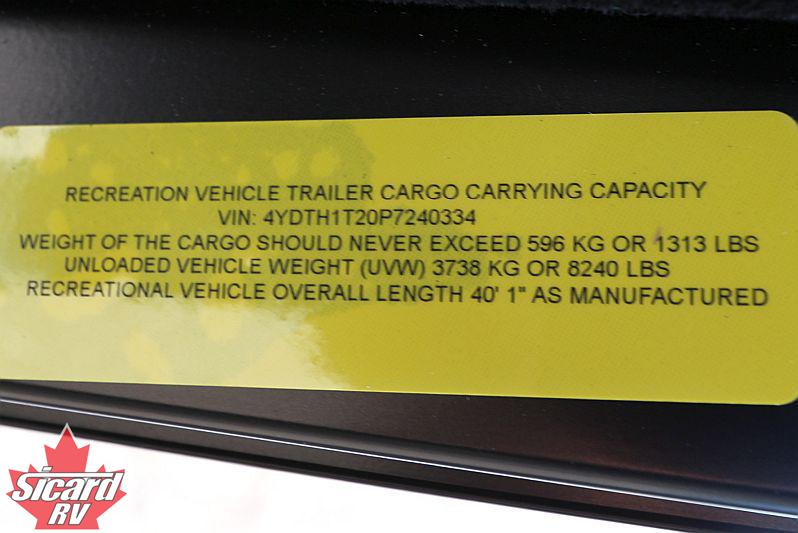 RECREATION VEHICLE TRAILER CARGO CARRYING CAPACITY
VIN: 4YDTH1T20P7240334
WEIGHT OF THE CARGO SHOULD NEVER EXCEED 596 KG OR 1313 LBS
UNLOADED VEHICLE WEIGHT (UVW) 3738 KG OR 8240 LBS
RECREATIONAL VEHICLE OVERALL LENGTH 40' 1" AS MANUFACTURED
Sicard
RV